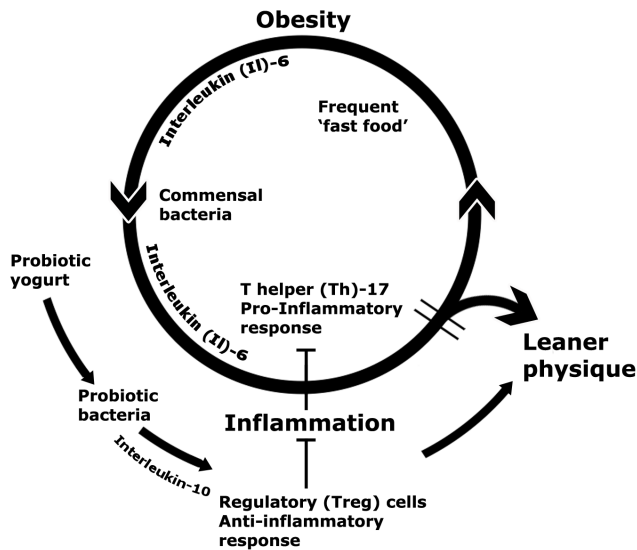 Obesity
Interleukin (Il)-6
Frequent
‘fast food’
Commensal
bacteria
Interleukin (Il)-6
Probiotic
yogurt
T helper (Th)-17
Pro-Inflammatory
response
Leaner
physique
Probiotic
bacteria
Inflammation
Interleukin-10
Regulatory (Treg) cells
Anti-inflammatory
response